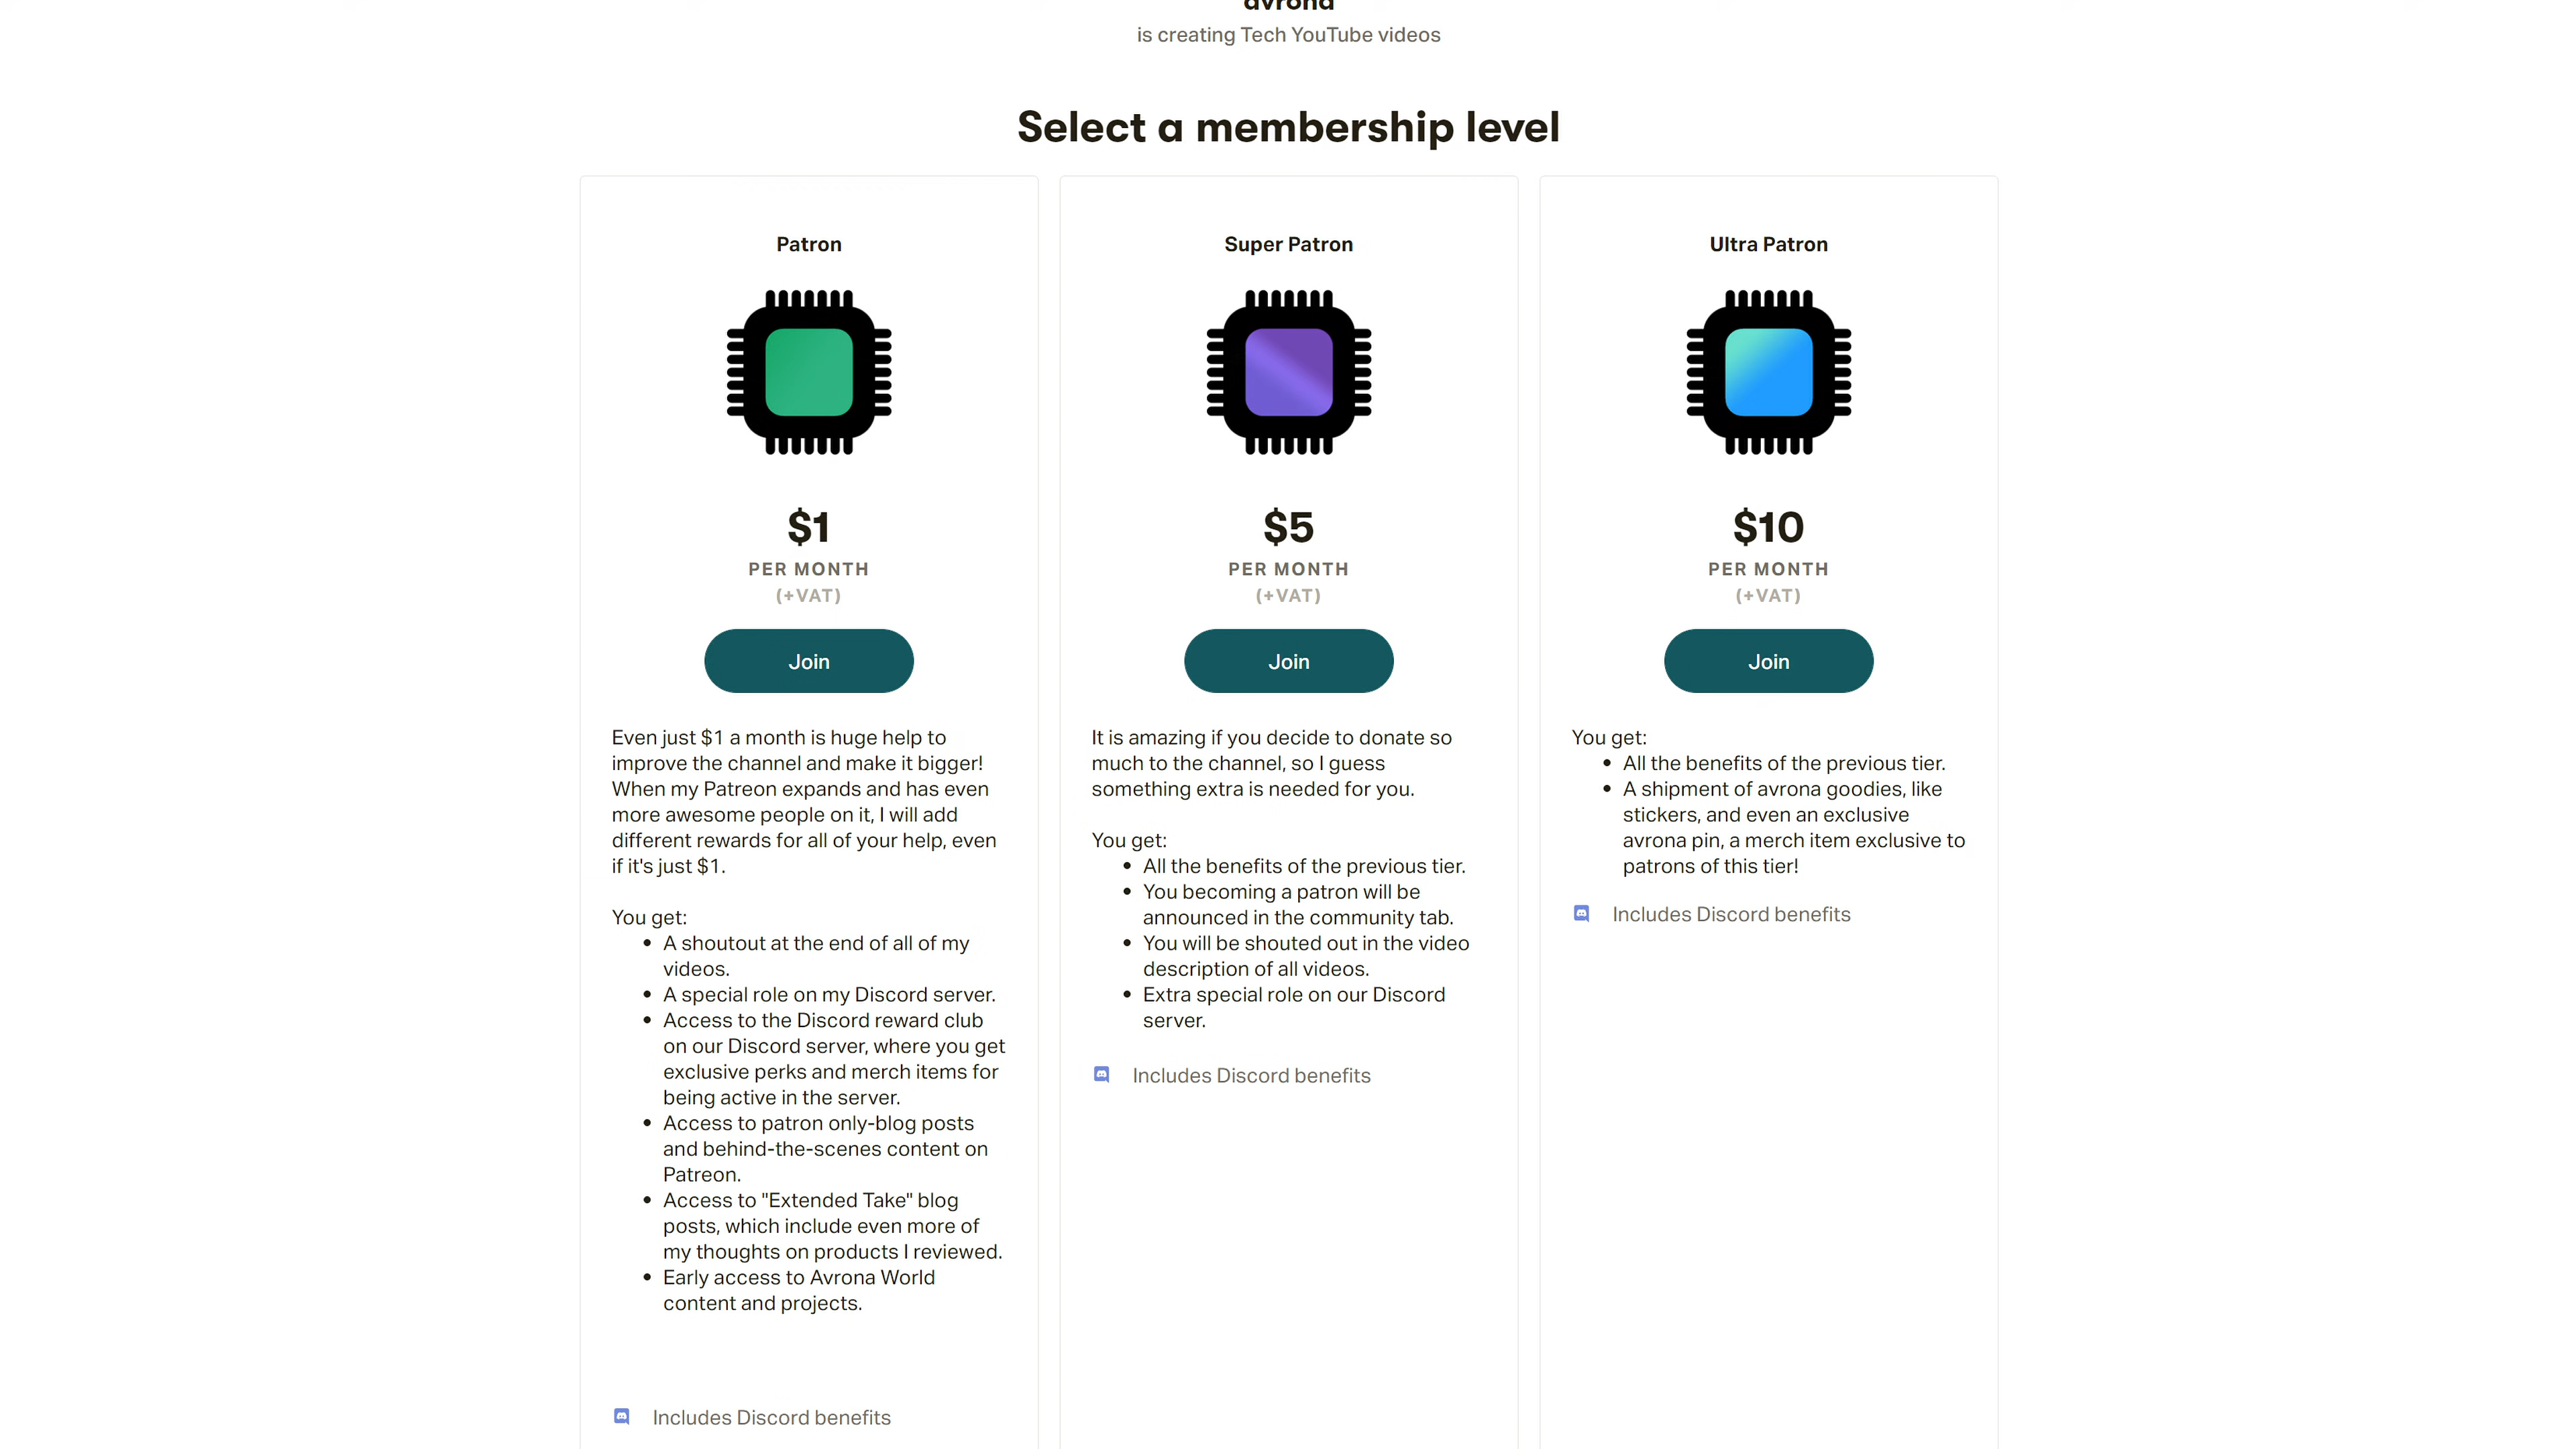 avrona
is creating Tech YouTube videos
Select a membership level
Patron
$1
PER MONTH
(+VAT)
Join
Even just $1 a month is huge help to
improve the channel and make it bigger!
When my Patreon expands and has even
more awesome people on it, I will add
different rewards for all of your help, even
if it's just $1.
You get:
• A shoutout at the end of all of my
videos.
• A special role on my Discord server.
• Access to the Discord reward club
on our Discord server, where you get
exclusive perks and merch items for
being active in the server.
• Access to patron only-blog posts
and behind-the-scenes content on
Patreon.
• Access to "Extended Take" blog
posts, which include even more of
my thoughts on products I reviewed.
• Early access to Avrona World
content and projects.
Includes Discord benefits
Super Patron
$5
PER MONTH
(+VAT)
Join
It is amazing if you decide to donate so
much to the channel, so I guess
something extra is needed for you.
You get:
• All the benefits of the previous tier.
• You becoming a patron will be
announced in the community tab.
• You will be shouted out in the video
description of all videos.
• Extra special role on our Discord
server.
Includes Discord benefits
Ultra Patron
$10
PER MONTH
(+VAT)
Join
You get:
• All the benefits of the previous tier.
• A shipment of avrona goodies, like
stickers, and even an exclusive
avrona pin, a merch item exclusive to
patrons of this tier!
Includes Discord benefits